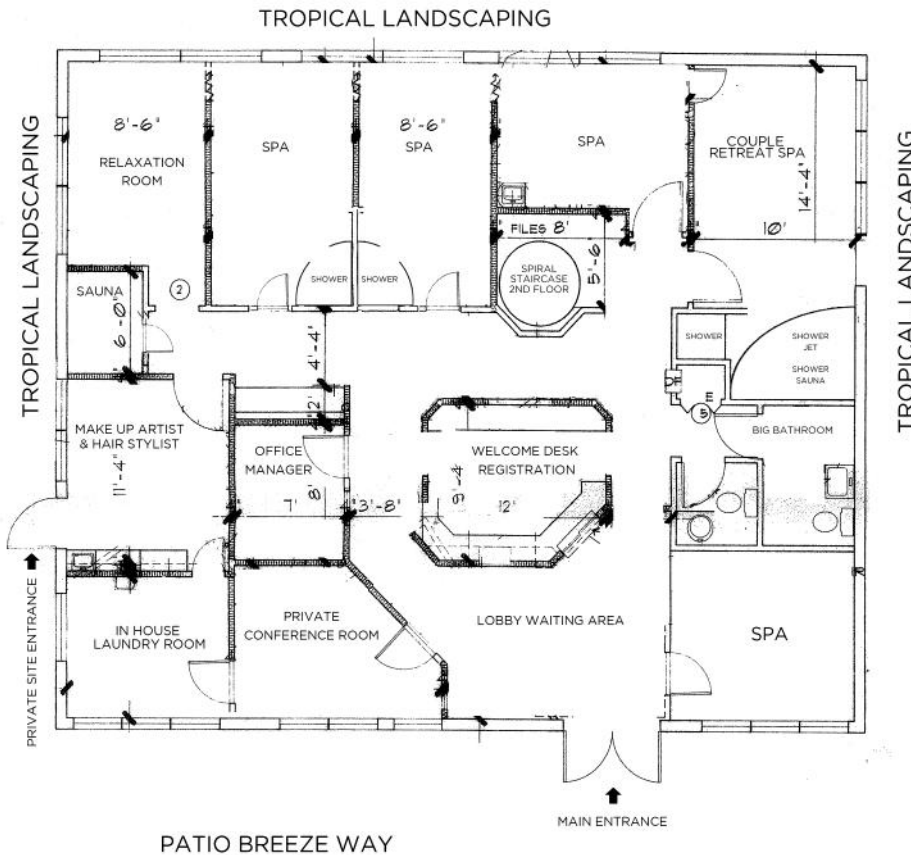 TROPICAL LANDSCAPING
TROPICAL LANDSCAPING
TROPICAL LANDSCAPING
8'-6"
RELAXATION
ROOM
SPA
8'-6"
SPA
SPA
COUPLE
RETREAT SPA
14'-4"
10'
FILES 8'
5'-6"
SPIRAL
STAIRCASE
2ND FLOOR
SAUNA
2
6'-0"
SHOWER
SHOWER
4'-4"
2'
SHOWER
SHOWER
JET
SHOWER
SAUNA
MAKE UP ARTIST
& HAIR STYLIST
11'-4"
OFFICE
MANAGER
7'
8'
3'-8"
WELCOME DESK
REGISTRATION
9'-4
12'
5
BIG BATHROOM
PRIVATE SITE ENTRANCE
IN HOUSE
LAUNDRY ROOM
PRIVATE
CONFERENCE ROOM
LOBBY WAITING AREA
SPA
MAIN ENTRANCE
PATIO BREEZE WAY